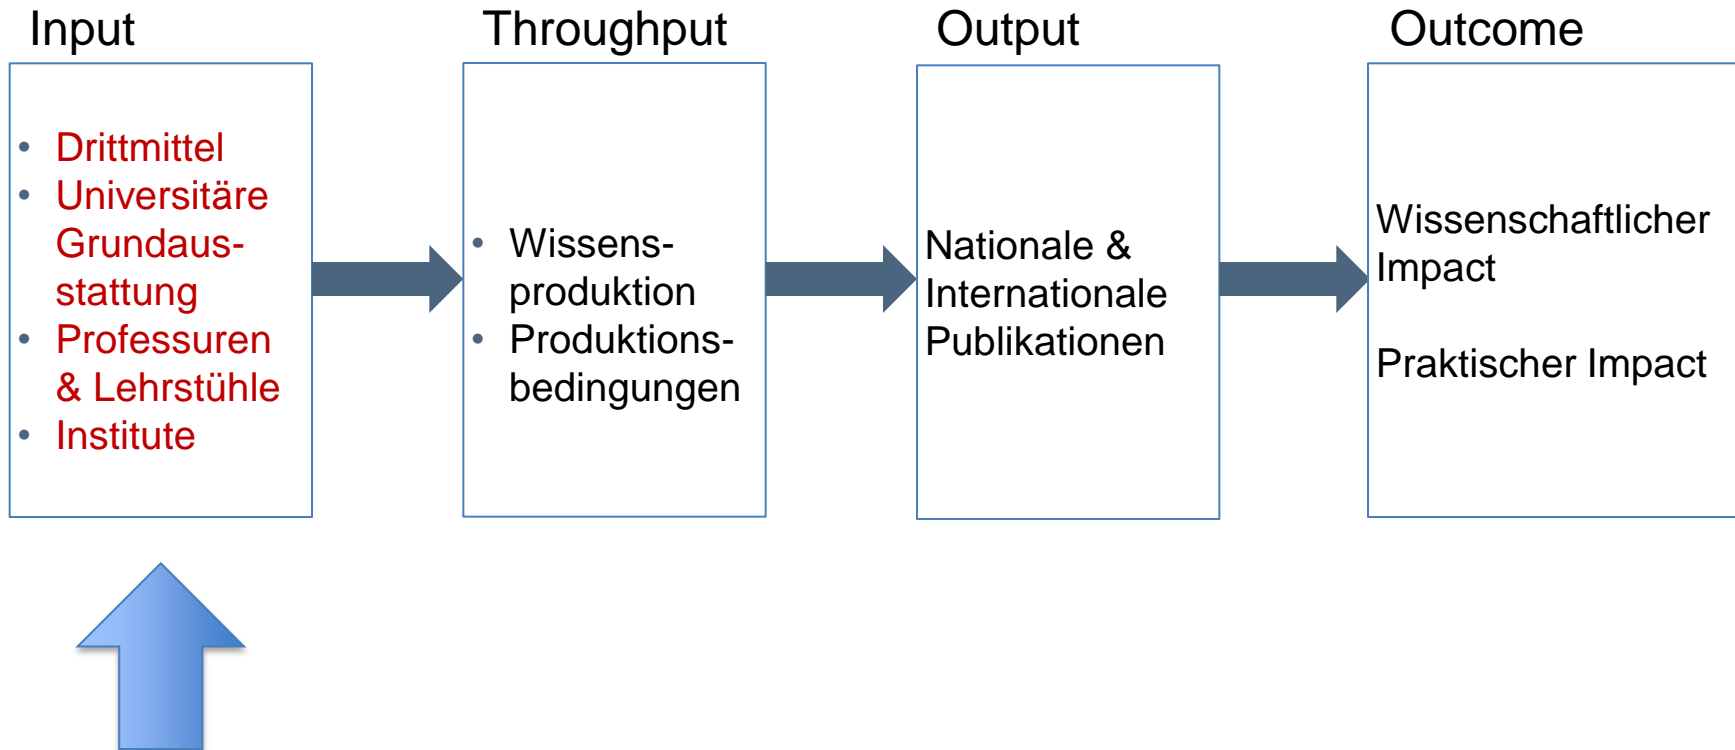 Input
Throughput
Output
Outcome
• Drittmittel
• Universitäre
Grundaus-
stattung
• Professuren
& Lehrstühle
• Institute
• Wissens-
produktion
• Produktions-
bedingungen
Nationale &
Internationale
Publikationen
Wissenschaftlicher
Impact
Praktischer Impact